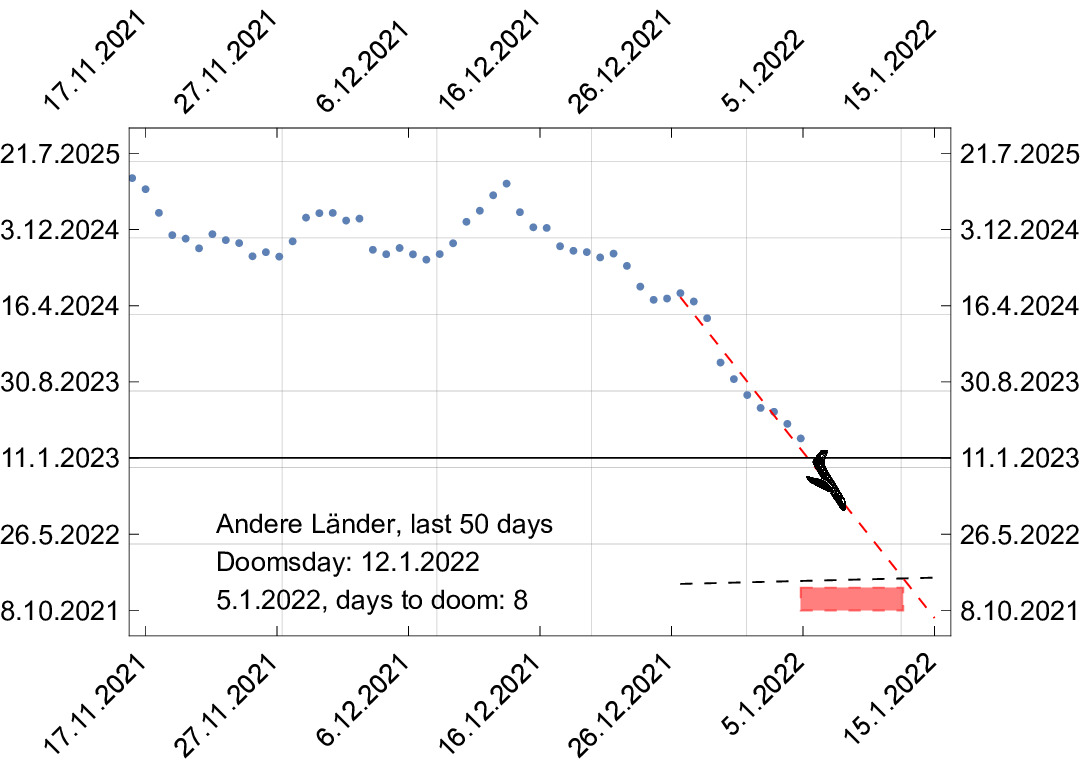 17.11.2021 27.11.2021 6.12.2021 16.12.2021 26.12.2021 5.1.2022 15.1.2022
21.7.2025 21.7.2025
3.12.2024 3.12.2024
16.4.2024 16.4.2024
30.8.2023 30.8.2023
11.1.2023 11.1.2023
Andere Länder, last 50 days
26.5.2022 26.5.2022
Doomsday: 12.1.2022
5.1.2022, days to doom: 8
8.10.2021 8.10.2021
17.11.2021 27.11.2021 6.12.2021 16.12.2021 26.12.2021 5.1.2022 15.1.2022